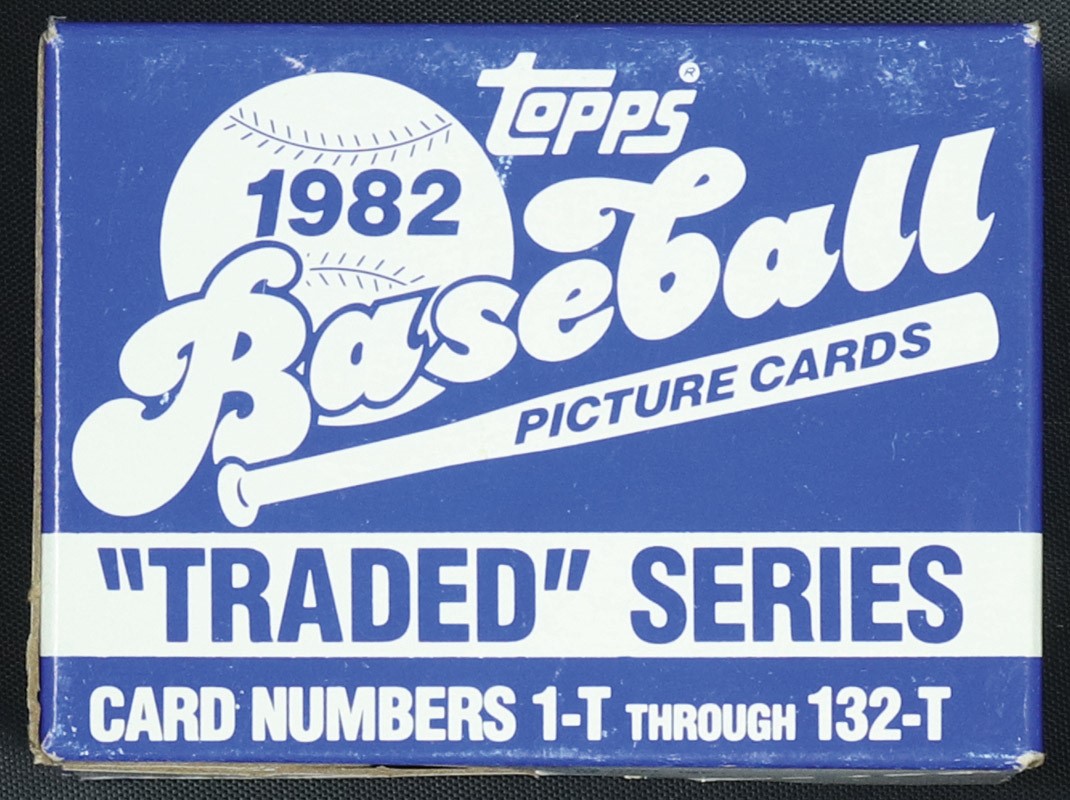 topps®
1982
Baseball
PICTURE CARDS
"TRADED" SERIES
CARD NUMBERS 1-T THROUGH 132-T